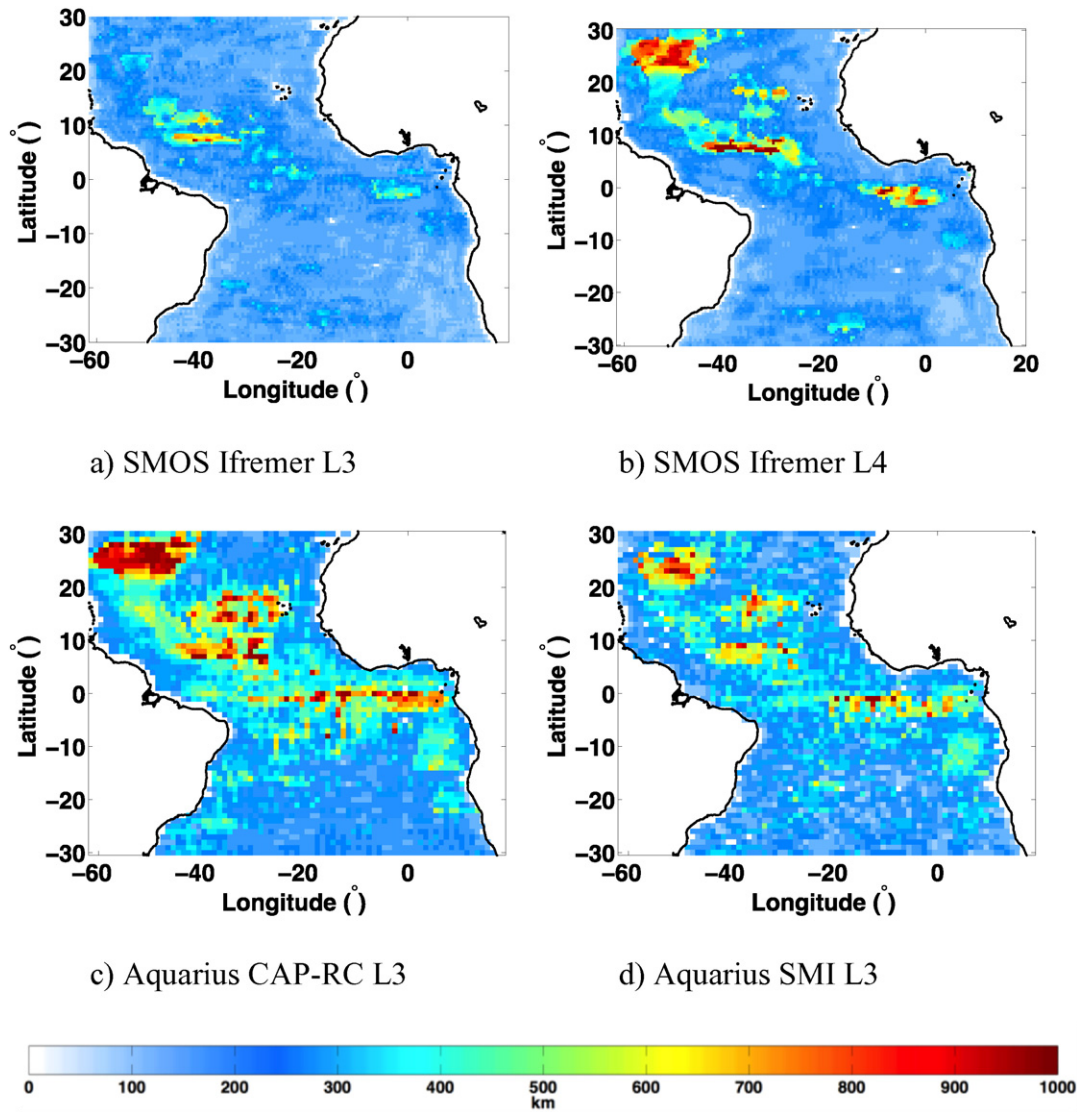 30
20
10
0
−10
−20
−30
Latitude (°)
−60 −40 −20 0
Longitude (°)
a) SMOS Ifremer L3
30
20
10
0
−10
−20
−30
Latitude (°)
−60 −40 −20 0 20
Longitude (°)
b) SMOS Ifremer L4
30
20
10
0
−10
−20
−30
Latitude (°)
−60 −40 −20 0
Longitude (°)
c) Aquarius CAP-RC L3
30
20
10
0
−10
−20
−30
Latitude (°)
−60 −40 −20 0
Longitude (°)
d) Aquarius SMI L3
0 100 200 300 400 500 600 700 800 900 1000
km